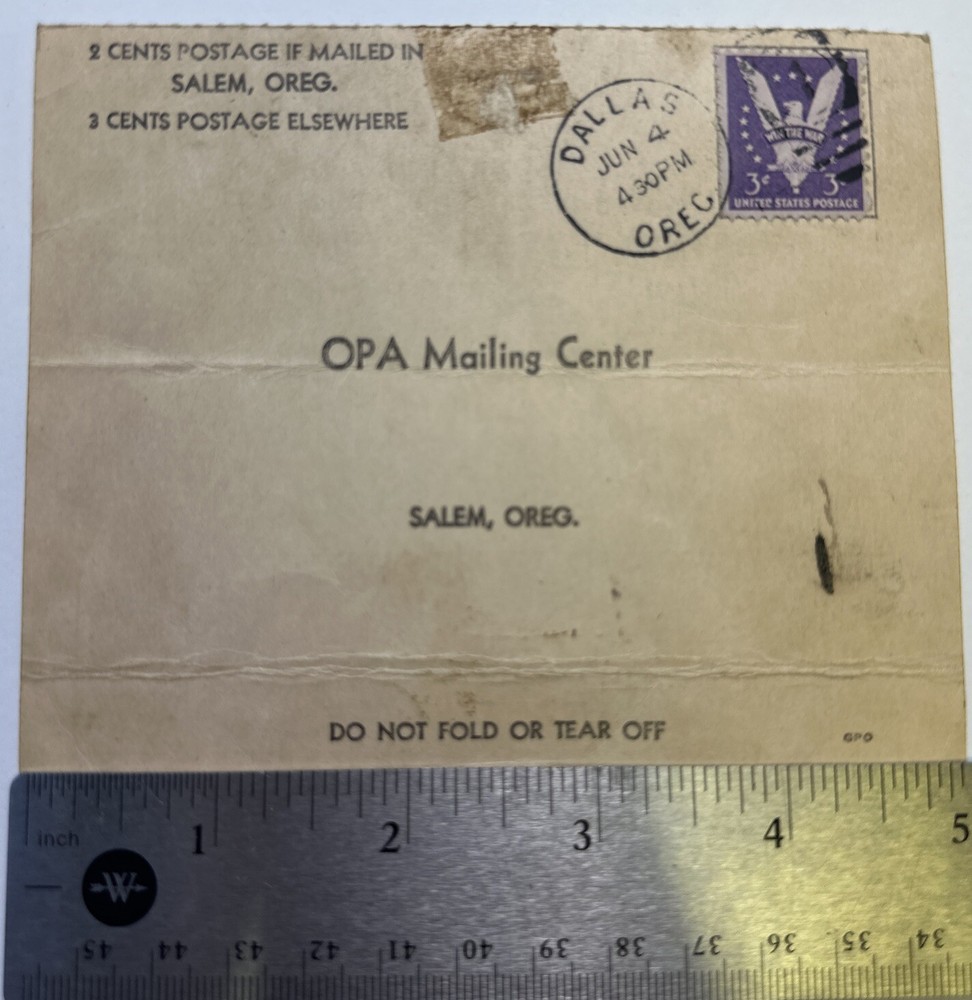 2 CENTS POSTAGE IF MAILED IN
SALEM, OREG.
3 CENTS POSTAGE ELSEWHERE
DALLAS
JUN 4
4 30PM
OREG
WIN THE WAR
3¢ 3¢
UNITED STATES POSTAGE
OPA Mailing Center
SALEM, OREG.
DO NOT FOLD OR TEAR OFF
GPO
inch 1 2 3 4 5
W
45 44 43 42 41 40 39 38 37 36 35 34